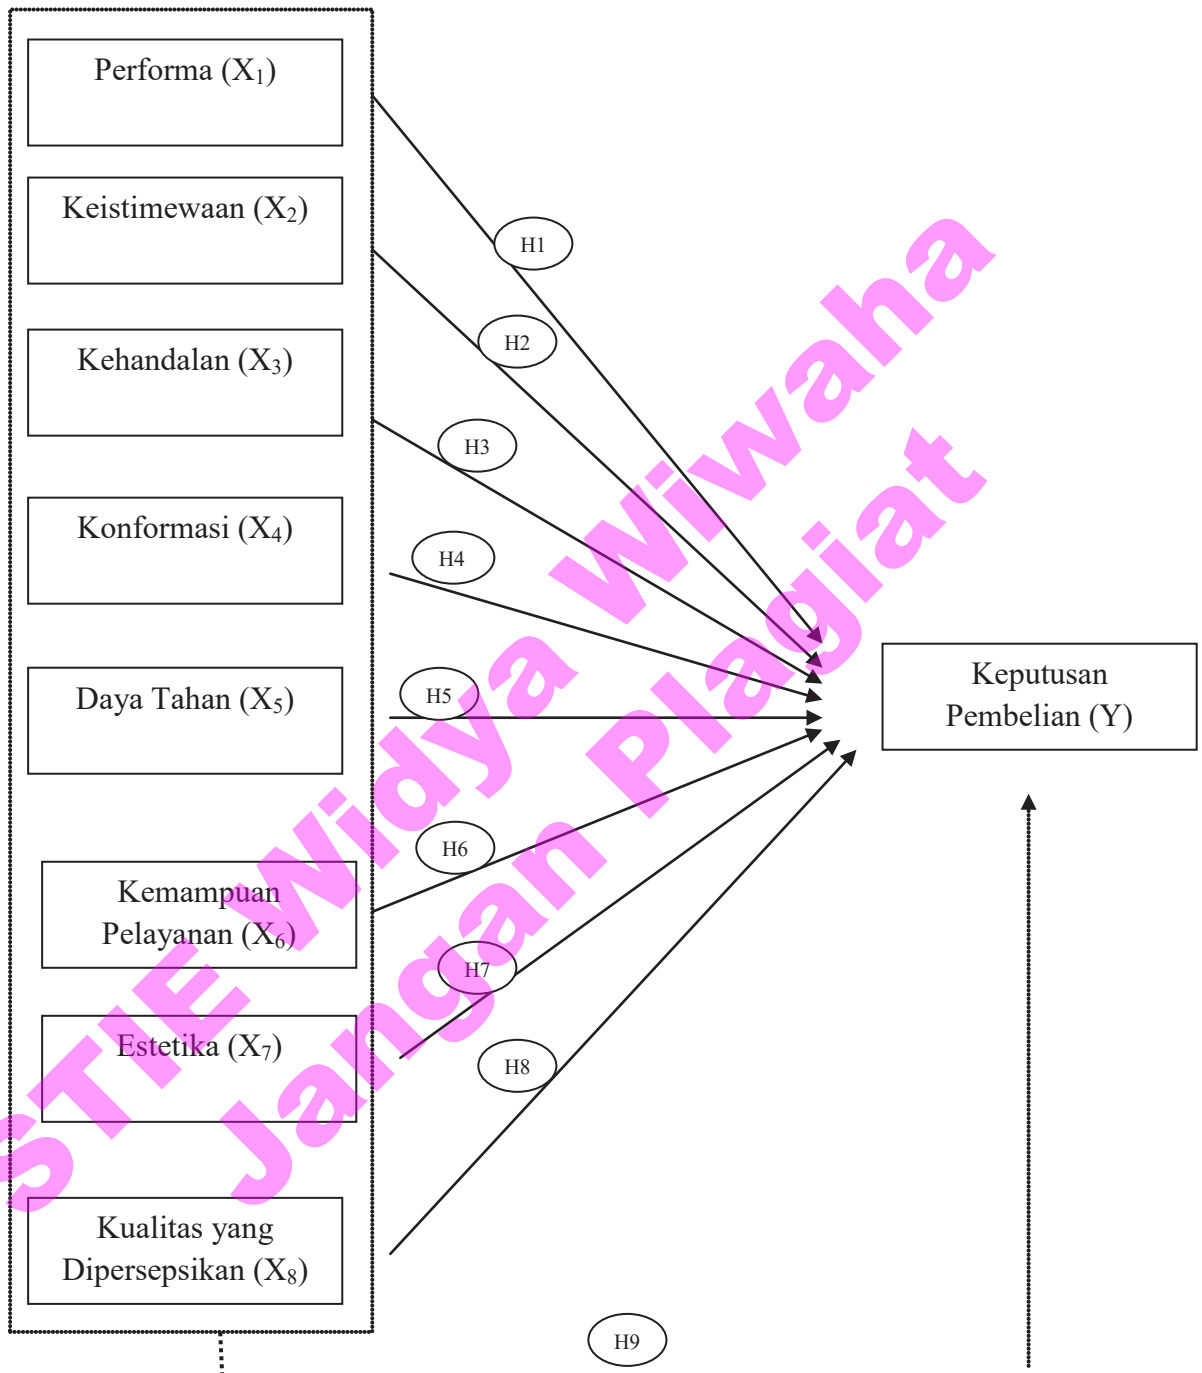 Performa (X₁)
Keistimewaan (X₂)
Kehandalan (X₃)
Konformasi (X₄)
Daya Tahan (X₅)
Kemampuan
Pelayanan (X₆)
Estetika (X₇)
Kualitas yang
Dipersepsikan (X₈)
H1
H2
H3
H4
H5
H6
H7
H8
H9
Keputusan
Pembelian (Y)
STIE Widya Wiwaha
Jangan Plagiat